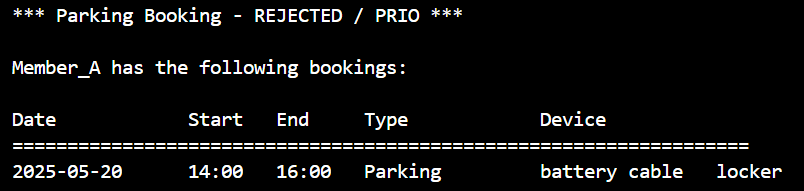 *** Parking Booking - REJECTED / PRIO ***
Member_A has the following bookings:
Date Start End Type Device
===================================================================
2025-05-20 14:00 16:00 Parking battery cable locker